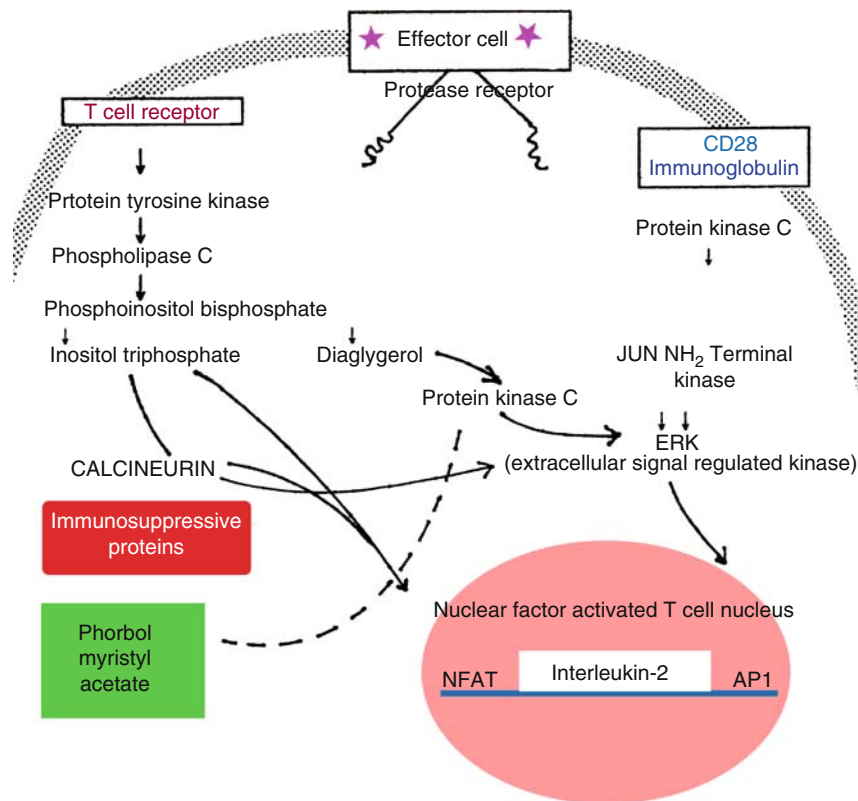 Effector cell
Protease receptor
T cell receptor
CD28
Immunoglobulin
Prtotein tyrosine kinase
Protein kinase C
Phospholipase C
Phosphoinositol bisphosphate
Inositol triphosphate
Diaglygerol
JUN NH₂ Terminal
kinase
Protein kinase C
ERK
(extracellular signal regulated kinase)
CALCINEURIN
Immunosuppressive
proteins
Phorbol
myristyl
acetate
Nuclear factor activated T cell nucleus
NFAT
Interleukin-2
AP1